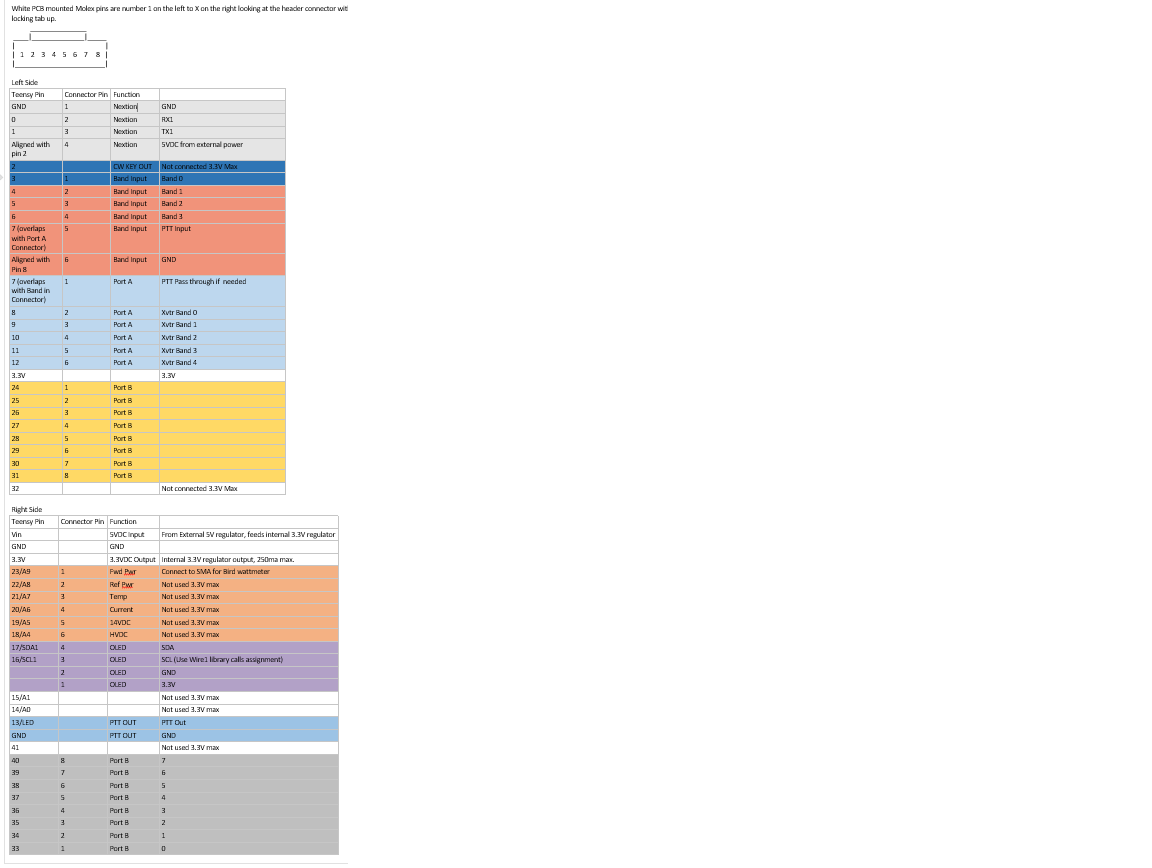 White PCB mounted Molex pins are number 1 on the left to X on the right looking at the header connector with
locking tab up.
1 2 3 4 5 6 7 8
Left Side
Teensy Pin Connector Pin Function
GND 1 Nextion GND
0 2 Nextion RX1
1 3 Nextion TX1
Aligned with 4 Nextion 5VDC from external power
pin 2
2 CW KEY OUT Not connected 3.3V Max
3 1 Band Input Band 0
4 2 Band Input Band 1
5 3 Band Input Band 2
6 4 Band Input Band 3
7 (overlaps 5 Band Input PTT Input
with Port A
Connector)
Aligned with 6 Band Input GND
Pin 8
7 (overlaps 1 Port A PTT Pass through if needed
with Band in
Connector)
8 2 Port A Xvtr Band 0
9 3 Port A Xvtr Band 1
10 4 Port A Xvtr Band 2
11 5 Port A Xvtr Band 3
12 6 Port A Xvtr Band 4
3.3V 3.3V
24 1 Port B
25 2 Port B
26 3 Port B
27 4 Port B
28 5 Port B
29 6 Port B
30 7 Port B
31 8 Port B
32 Not connected 3.3V Max
Right Side
Teensy Pin Connector Pin Function
Vin 5VDC Input From External 5V regulator, feeds internal 3.3V regulator
GND GND
3.3V 3.3VDC Output Internal 3.3V regulator output, 250ma max.
23/A9 1 Fwd Pwr Connect to SMA for Bird wattmeter
22/A8 2 Ref Pwr Not used 3.3V max
21/A7 3 Temp Not used 3.3V max
20/A6 4 Current Not used 3.3V max
19/A5 5 14VDC Not used 3.3V max
18/A4 6 HVDC Not used 3.3V max
17/SDA1 4 OLED SDA
16/SCL1 3 OLED SCL (Use Wire1 library calls assignment)
2 OLED GND
1 OLED 3.3V
15/A1 Not used 3.3V max
14/A0 Not used 3.3V max
13/LED PTT OUT PTT Out
GND PTT OUT GND
41 Not used 3.3V max
40 8 Port B 7
39 7 Port B 6
38 6 Port B 5
37 5 Port B 4
36 4 Port B 3
35 3 Port B 2
34 2 Port B 1
33 1 Port B 0